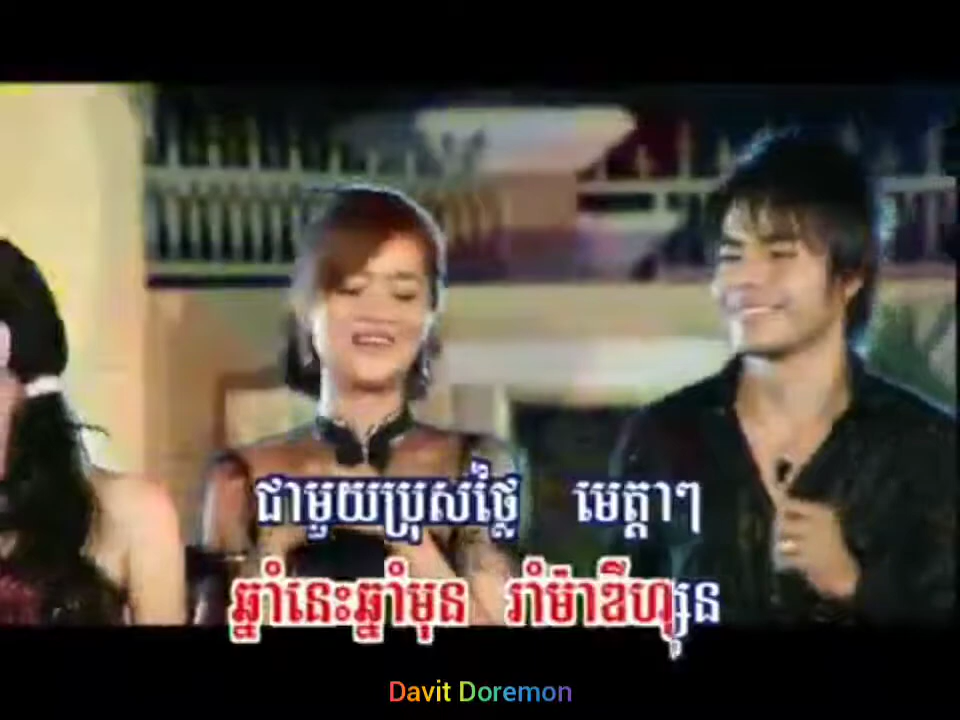 ជាមួយប្រុសថ្លៃ មេត្តាៗ
ឆ្នាំនេះឆ្នាំមុន រាំម៉ាឌីហ្សុន
Davit Doremon